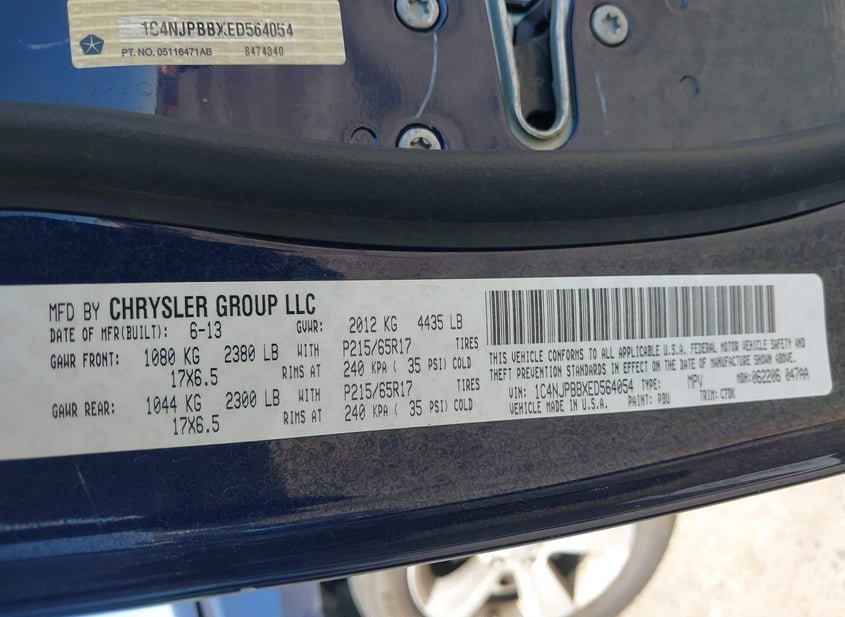 1C4NJPBBXED564054
PT. NO. 05116471AB 8474340
MFD BY CHRYSLER GROUP LLC
DATE OF MFR(BUILT): 6-13 GVWR: 2012 KG 4435 LB
GAWR FRONT: 1080 KG 2380 LB WITH P215/65R17 TIRES
17X6.5 RIMS AT 240 KPA ( 35 PSI) COLD
GAWR REAR: 1044 KG 2300 LB WITH P215/65R17 TIRES
17X6.5 RIMS AT 240 KPA ( 35 PSI) COLD
THIS VEHICLE CONFORMS TO ALL APPLICABLE U.S.A. FEDERAL MOTOR VEHICLE SAFETY,
THEFT PREVENTION STANDARDS IN EFFECT ON THE DATE OF MANUFACTURE SHOWN ABOVE
VIN: 1C4NJPBBXED564054 TYPE: MPV MDH: 062206 047AA
VEHICLE MADE IN U.S.A. PAINT: PBU TRIM: C7DK